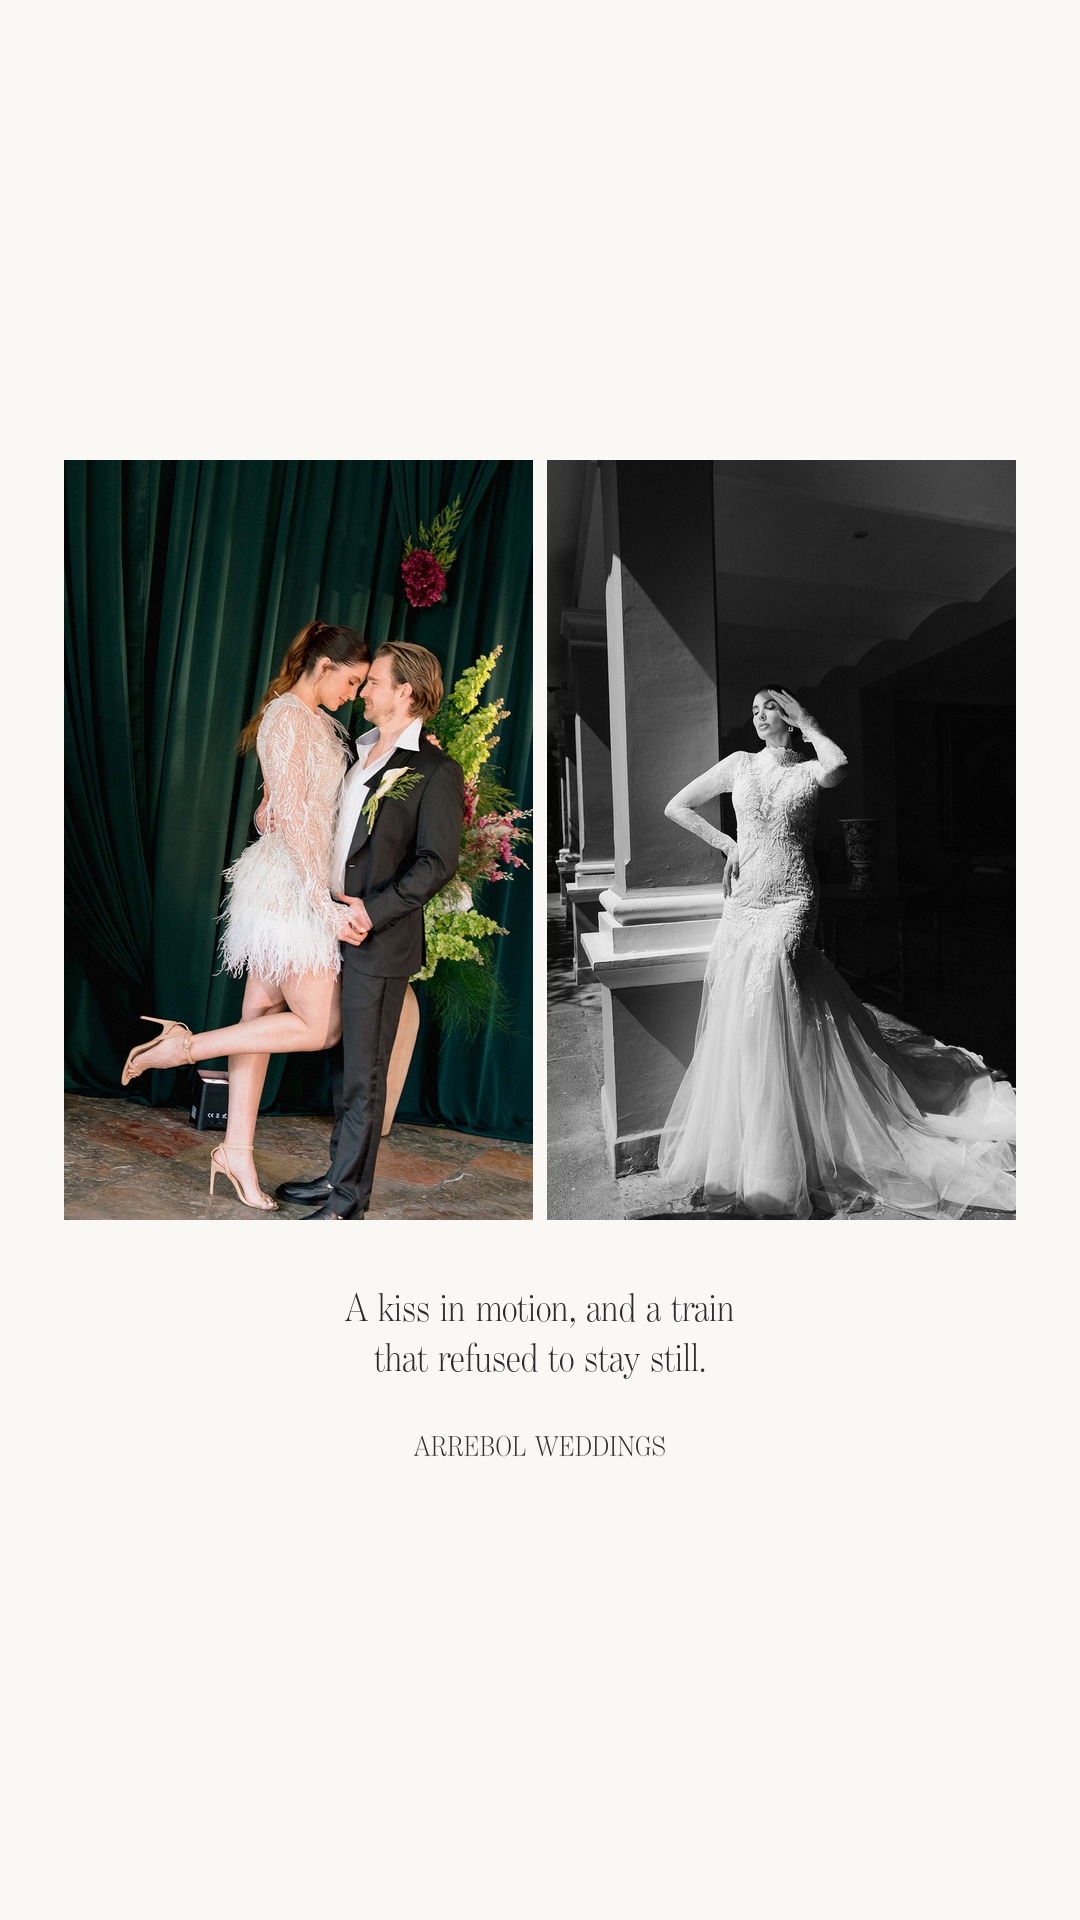 A kiss in motion, and a train
that refused to stay still.
ARREBOL WEDDINGS